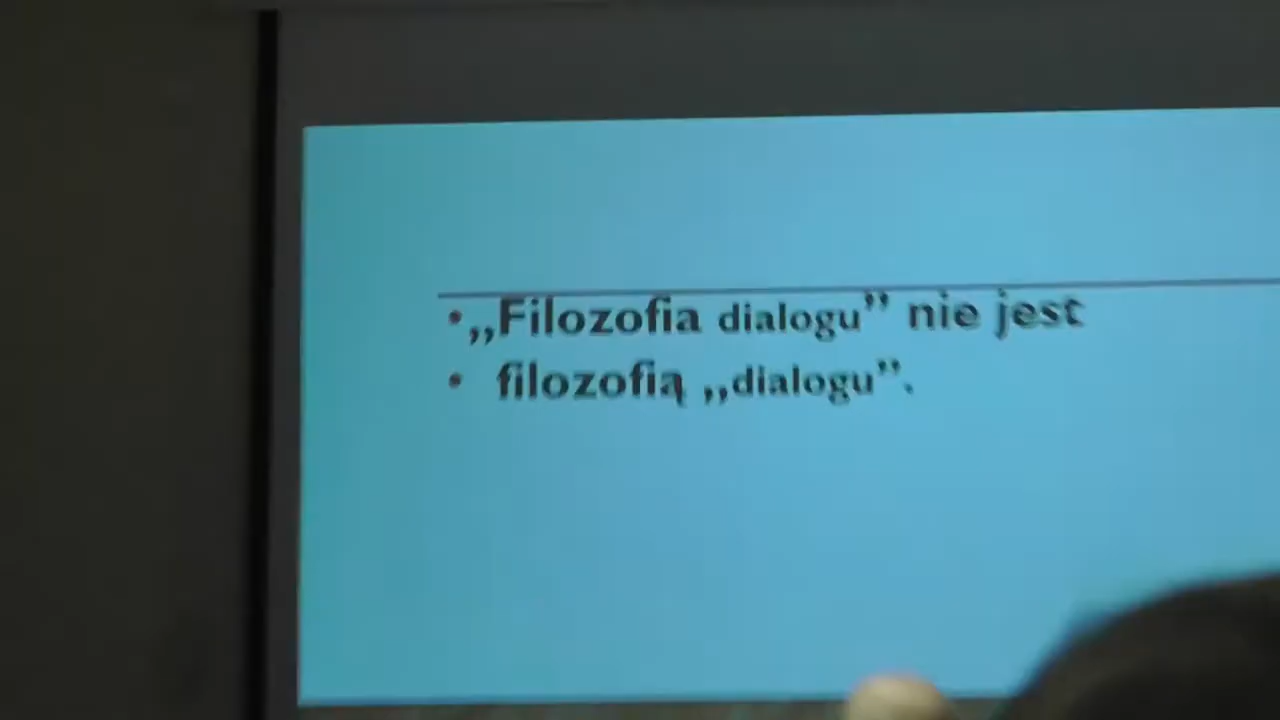 • ,,Filozofia dialogu” nie jest
• filozofią ,,dialogu”.